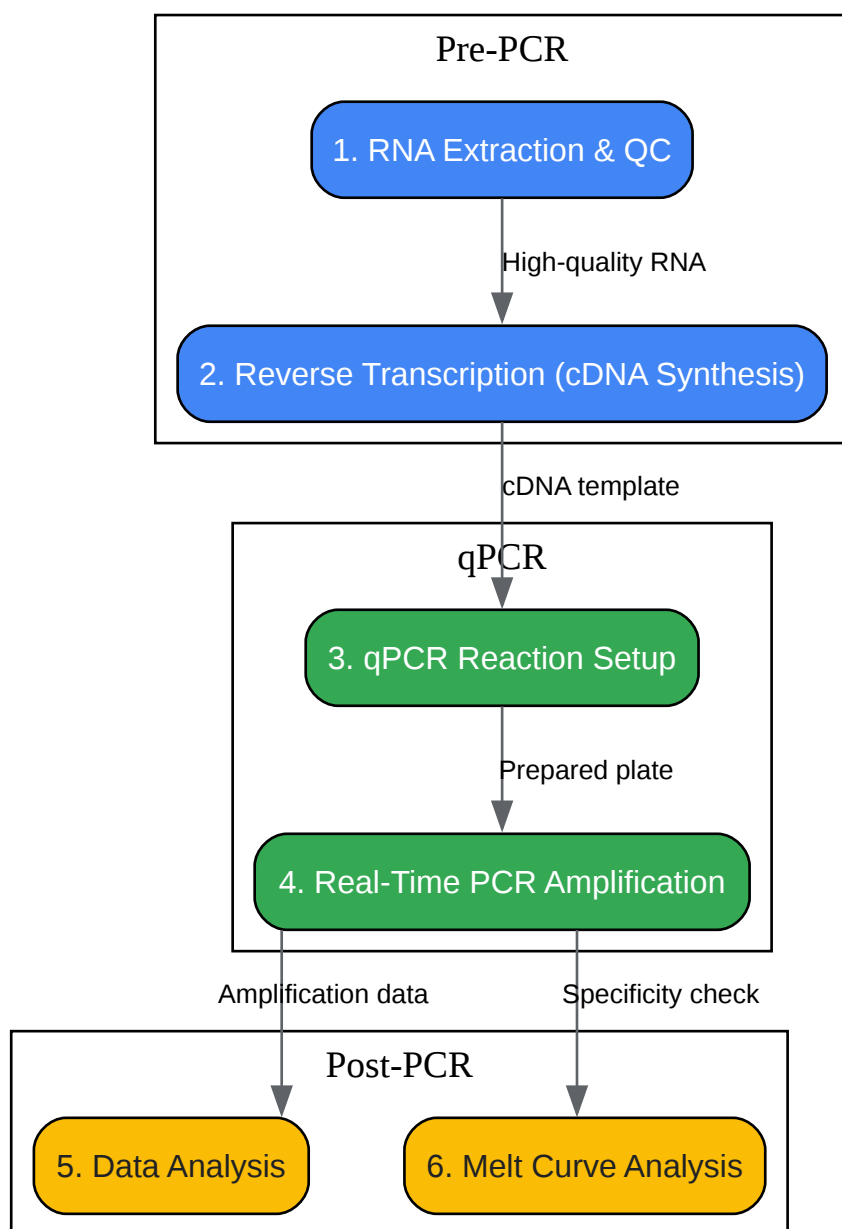 Pre-PCR
1. RNA Extraction & QC
High-quality RNA
2. Reverse Transcription (cDNA Synthesis)
cDNA template
qPCR
3. qPCR Reaction Setup
Prepared plate
4. Real-Time PCR Amplification
Amplification data
Specificity check
Post-PCR
5. Data Analysis
6. Melt Curve Analysis